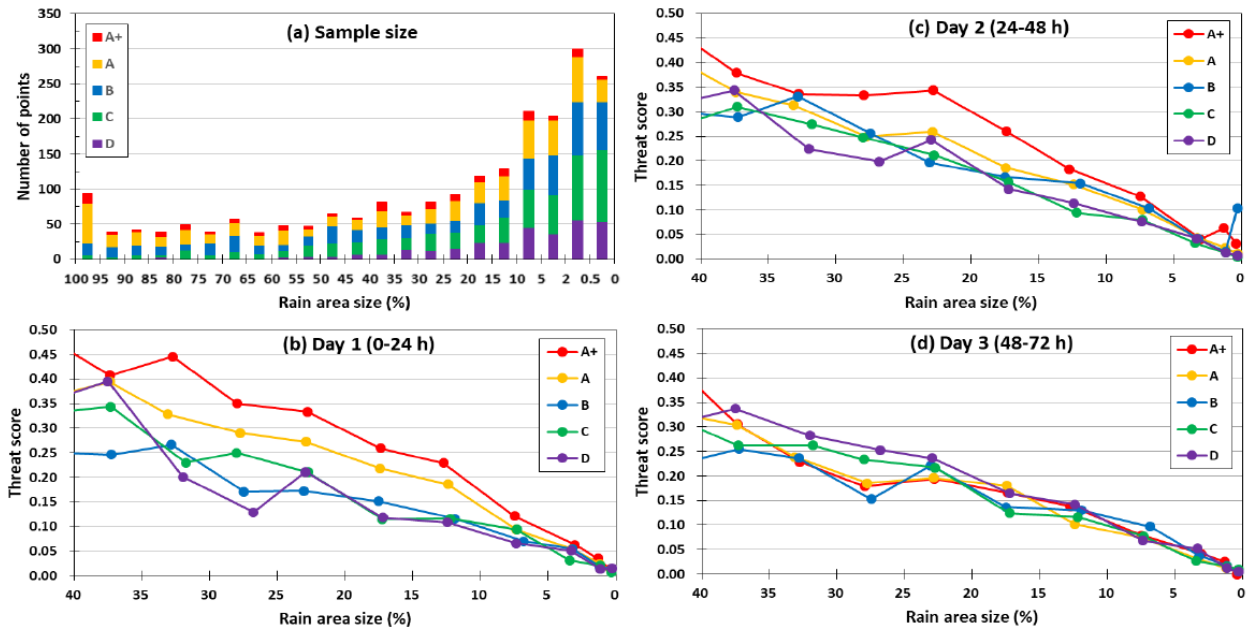 (a) Sample size
Number of points
350
300
250
200
150
100
50
0
A+
A
B
C
D
100 95 90 85 80 75 70 65 60 55 50 45 40 35 30 25 20 15 10 5 2 0.5 0
Rain area size (%)
(c) Day 2 (24-48 h)
Threat score
0.50
0.45
0.40
0.35
0.30
0.25
0.20
0.15
0.10
0.05
0.00
A+
A
B
C
D
40 35 30 25 20 15 10 5 0
Rain area size (%)
(b) Day 1 (0-24 h)
Threat score
0.50
0.45
0.40
0.35
0.30
0.25
0.20
0.15
0.10
0.05
0.00
A+
A
B
C
D
40 35 30 25 20 15 10 5 0
Rain area size (%)
(d) Day 3 (48-72 h)
Threat score
0.50
0.45
0.40
0.35
0.30
0.25
0.20
0.15
0.10
0.05
0.00
A+
A
B
C
D
40 35 30 25 20 15 10 5 0
Rain area size (%)